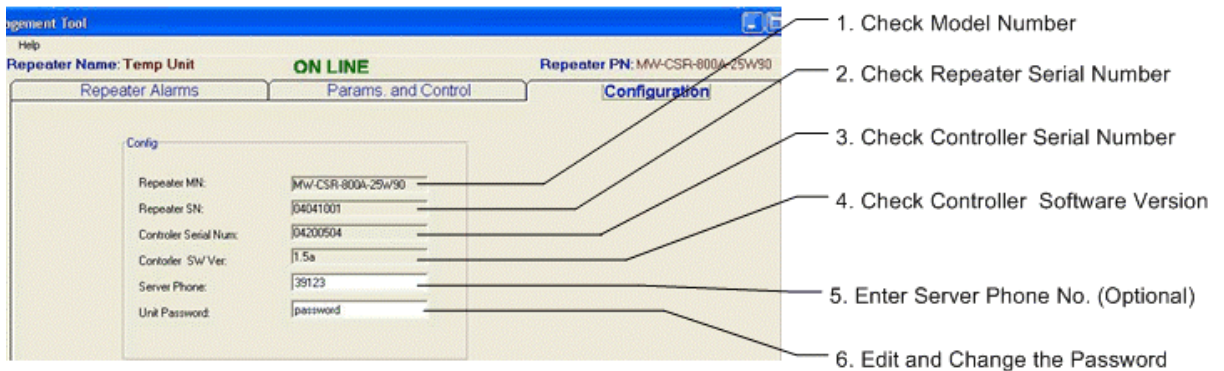 agement Tool
Help
Repeater Name: Temp Unit ON LINE Repeater PN: MW-CSR-800A-25W90
Repeater Alarms Params. and Control Configuration
Config
Repeater MN: MW-CSR-800A-25W90
Repeater SN: 04041001
Controler Serial Num: 04200504
Contoller SW Ver: 1.5a
Server Phone: 39123
Unit Password: password
1. Check Model Number
2. Check Repeater Serial Number
3. Check Controller Serial Number
4. Check Controller Software Version
5. Enter Server Phone No. (Optional)
6. Edit and Change the Password